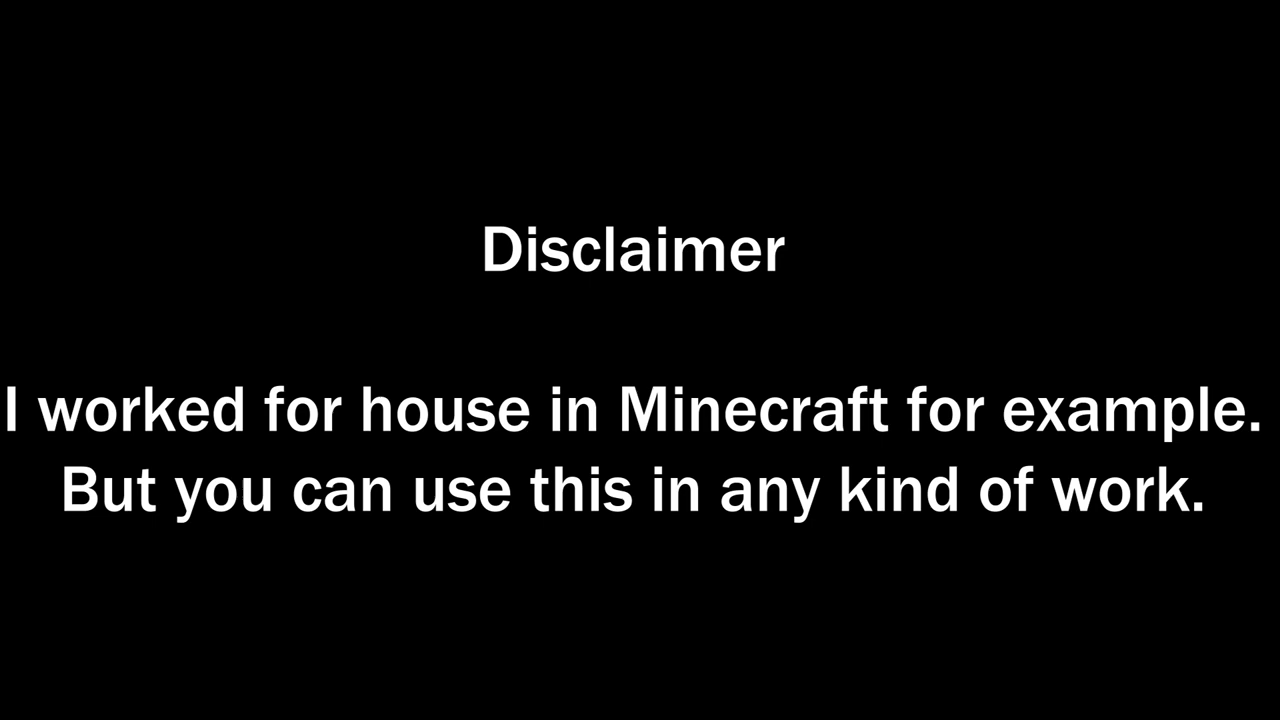 Disclaimer
I worked for house in Minecraft for example.
But you can use this in any kind of work.